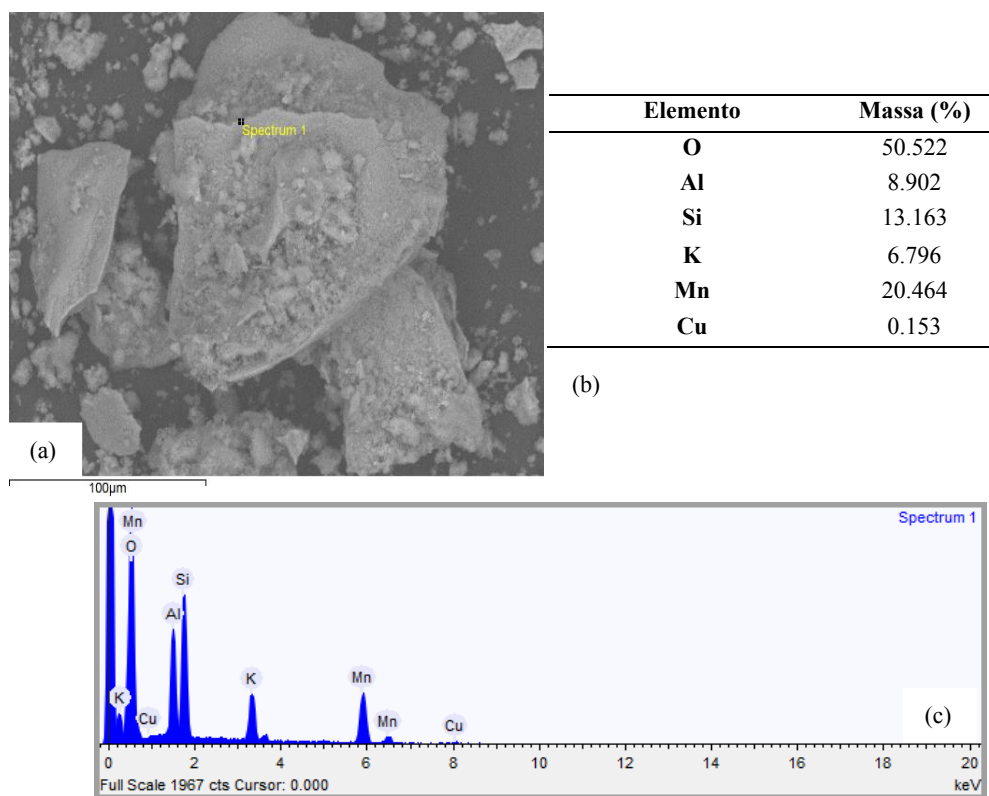 Spectrum 1
(a)
100µm
Elemento Massa (%)
O 50.522
Al 8.902
Si 13.163
K 6.796
Mn 20.464
Cu 0.153
(b)
Spectrum 1
Mn
O
Si
Al
K
Mn
K
Cu
Mn
Cu
(c)
0 2 4 6 8 10 12 14 16 18 20
Full Scale 1967 cts Cursor: 0.000 keV